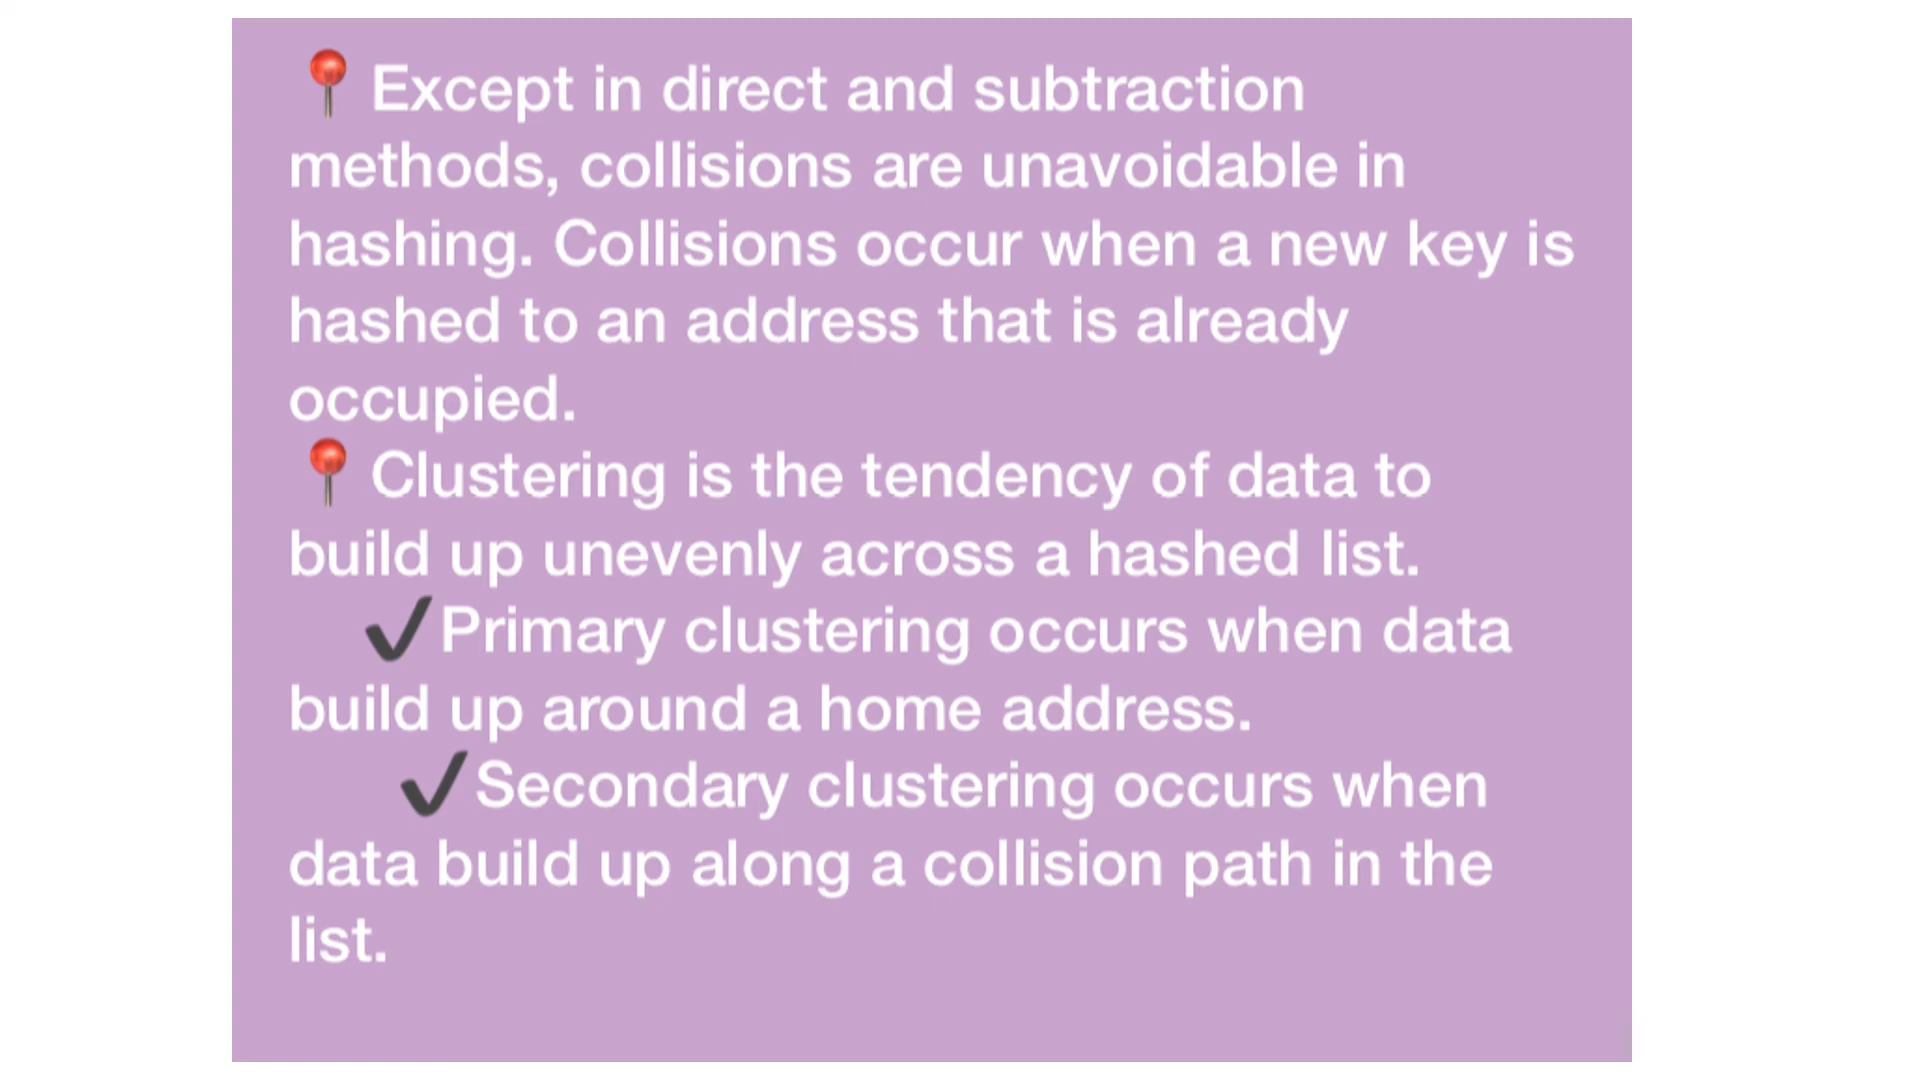 📍Except in direct and subtraction
methods, collisions are unavoidable in
hashing. Collisions occur when a new key is
hashed to an address that is already
occupied.
📍Clustering is the tendency of data to
build up unevenly across a hashed list.
✔Primary clustering occurs when data
build up around a home address.
✔Secondary clustering occurs when
data build up along a collision path in the
list.